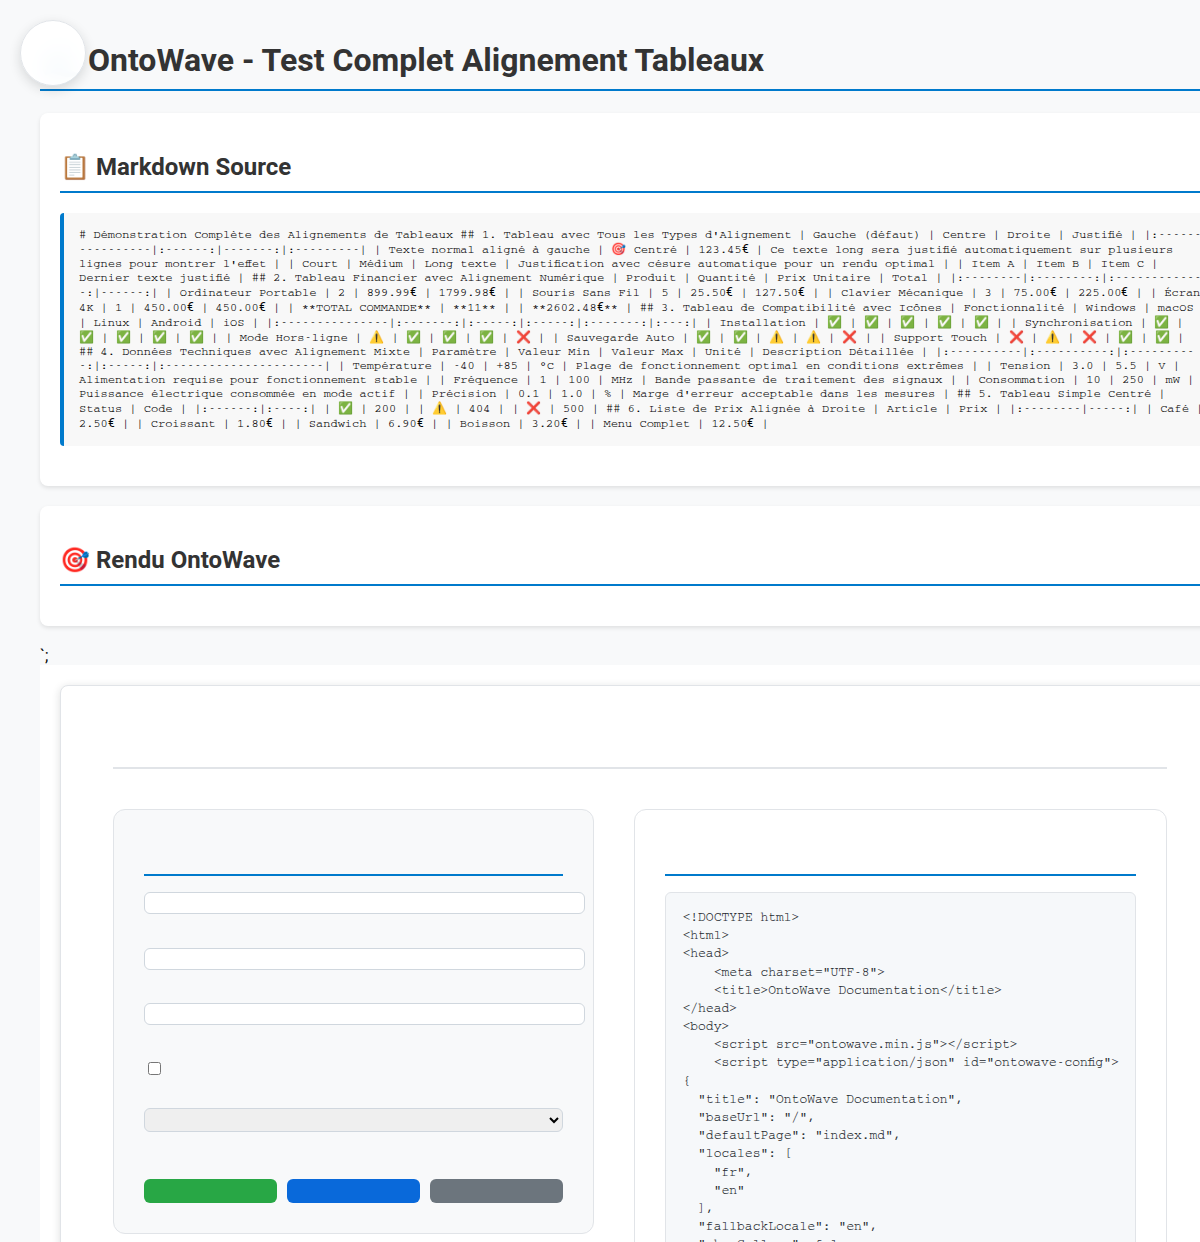 OntoWave - Test Complet Alignement Tableaux
📋 Markdown Source
# Démonstration Complète des Alignements de Tableaux ## 1. Tableau avec Tous les Types d'Alignement | Gauche (défaut) | Centre | Droite | Justifié | |:------
----------|:------:|-------:|:---------| | Texte normal aligné à gauche | 🎯 Centré | 123.45€ | Ce texte long sera justifié automatiquement sur plusieurs
lignes pour montrer l'effet | | Court | Médium | Long texte | Justification avec césure automatique pour un rendu optimal | | Item A | Item B | Item C |
Dernier texte justifié | ## 2. Tableau Financier avec Alignement Numérique | Produit | Quantité | Prix Unitaire | Total | |:--------|:--------:|:------------
-:|------:| | Ordinateur Portable | 2 | 899.99€ | 1799.98€ | | Souris Sans Fil | 5 | 25.50€ | 127.50€ | | Clavier Mécanique | 3 | 75.00€ | 225.00€ | | Écran
4K | 1 | 450.00€ | 450.00€ | | **TOTAL COMMANDE** | **11** | | **2602.48€** | ## 3. Tableau de Compatibilité avec Icônes | Fonctionnalité | Windows | macOS
| Linux | Android | iOS | |:---------------|:-------:|:-----:|:-----:|:-------:|:---:| | Installation | ✅ | ✅ | ✅ | ✅ | ✅ | | Synchronisation | ✅ |
✅ | ✅ | ✅ | ✅ | | Mode Hors-ligne | ⚠️ | ✅ | ✅ | ✅ | ❌ | | Sauvegarde Auto | ✅ | ✅ | ⚠️ | ⚠️ | ❌ | | Support Touch | ❌ | ⚠️ | ❌ | ✅ | ✅ |
## 4. Données Techniques avec Alignement Mixte | Paramètre | Valeur Min | Valeur Max | Unité | Description Détaillée | |:----------|:----------:|:---------
-:|:-----:|:----------------------| | Température | -40 | +85 | °C | Plage de fonctionnement optimal en conditions extrêmes | | Tension | 3.0 | 5.5 | V |
Alimentation requise pour fonctionnement stable | | Fréquence | 1 | 100 | MHz | Bande passante de traitement des signaux | | Consommation | 10 | 250 | mW |
Puissance électrique consommée en mode actif | | Précision | 0.1 | 1.0 | % | Marge d'erreur acceptable dans les mesures | ## 5. Tableau Simple Centré |
Status | Code | |:------:|:----:| | ✅ | 200 | | ⚠️ | 404 | | ❌ | 500 | ## 6. Liste de Prix Alignée à Droite | Article | Prix | |:--------|-----:| | Café |
2.50€ | | Croissant | 1.80€ | | Sandwich | 6.90€ | | Boisson | 3.20€ | | Menu Complet | 12.50€ |
🎯 Rendu OntoWave
`;
<!DOCTYPE html>
<html>
<head>
<meta charset="UTF-8">
<title>OntoWave Documentation</title>
</head>
<body>
<script src="ontowave.min.js"></script>
<script type="application/json" id="ontowave-config">
{
"title": "OntoWave Documentation",
"baseUrl": "/",
"defaultPage": "index.md",
"locales": [
"fr",
"en"
],
"fallbackLocale": "en",